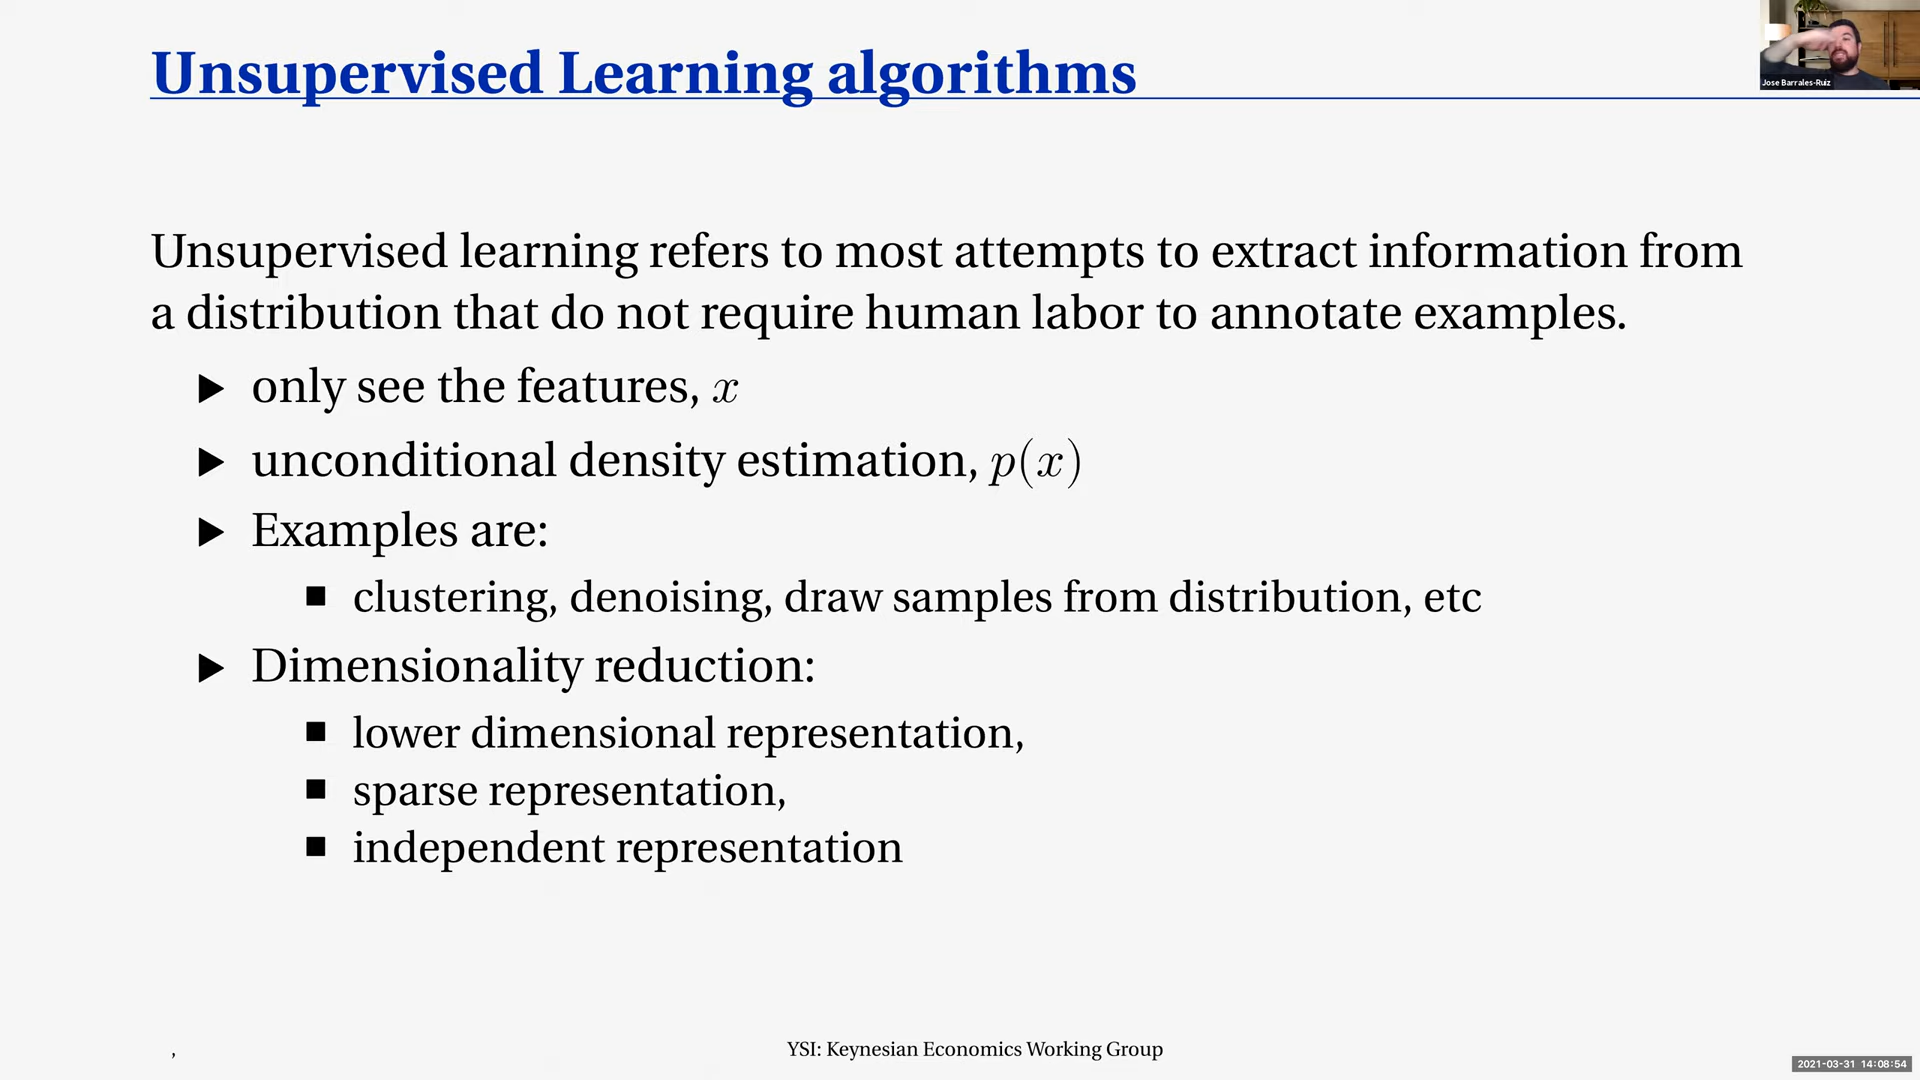 Unsupervised Learning algorithms
Jose Barrales-Ruiz
Unsupervised learning refers to most attempts to extract information from
a distribution that do not require human labor to annotate examples.
▶ only see the features, x
▶ unconditional density estimation, p(x)
▶ Examples are:
■ clustering, denoising, draw samples from distribution, etc
▶ Dimensionality reduction:
■ lower dimensional representation,
■ sparse representation,
■ independent representation
,
YSI: Keynesian Economics Working Group
2021-03-31 14:08:54